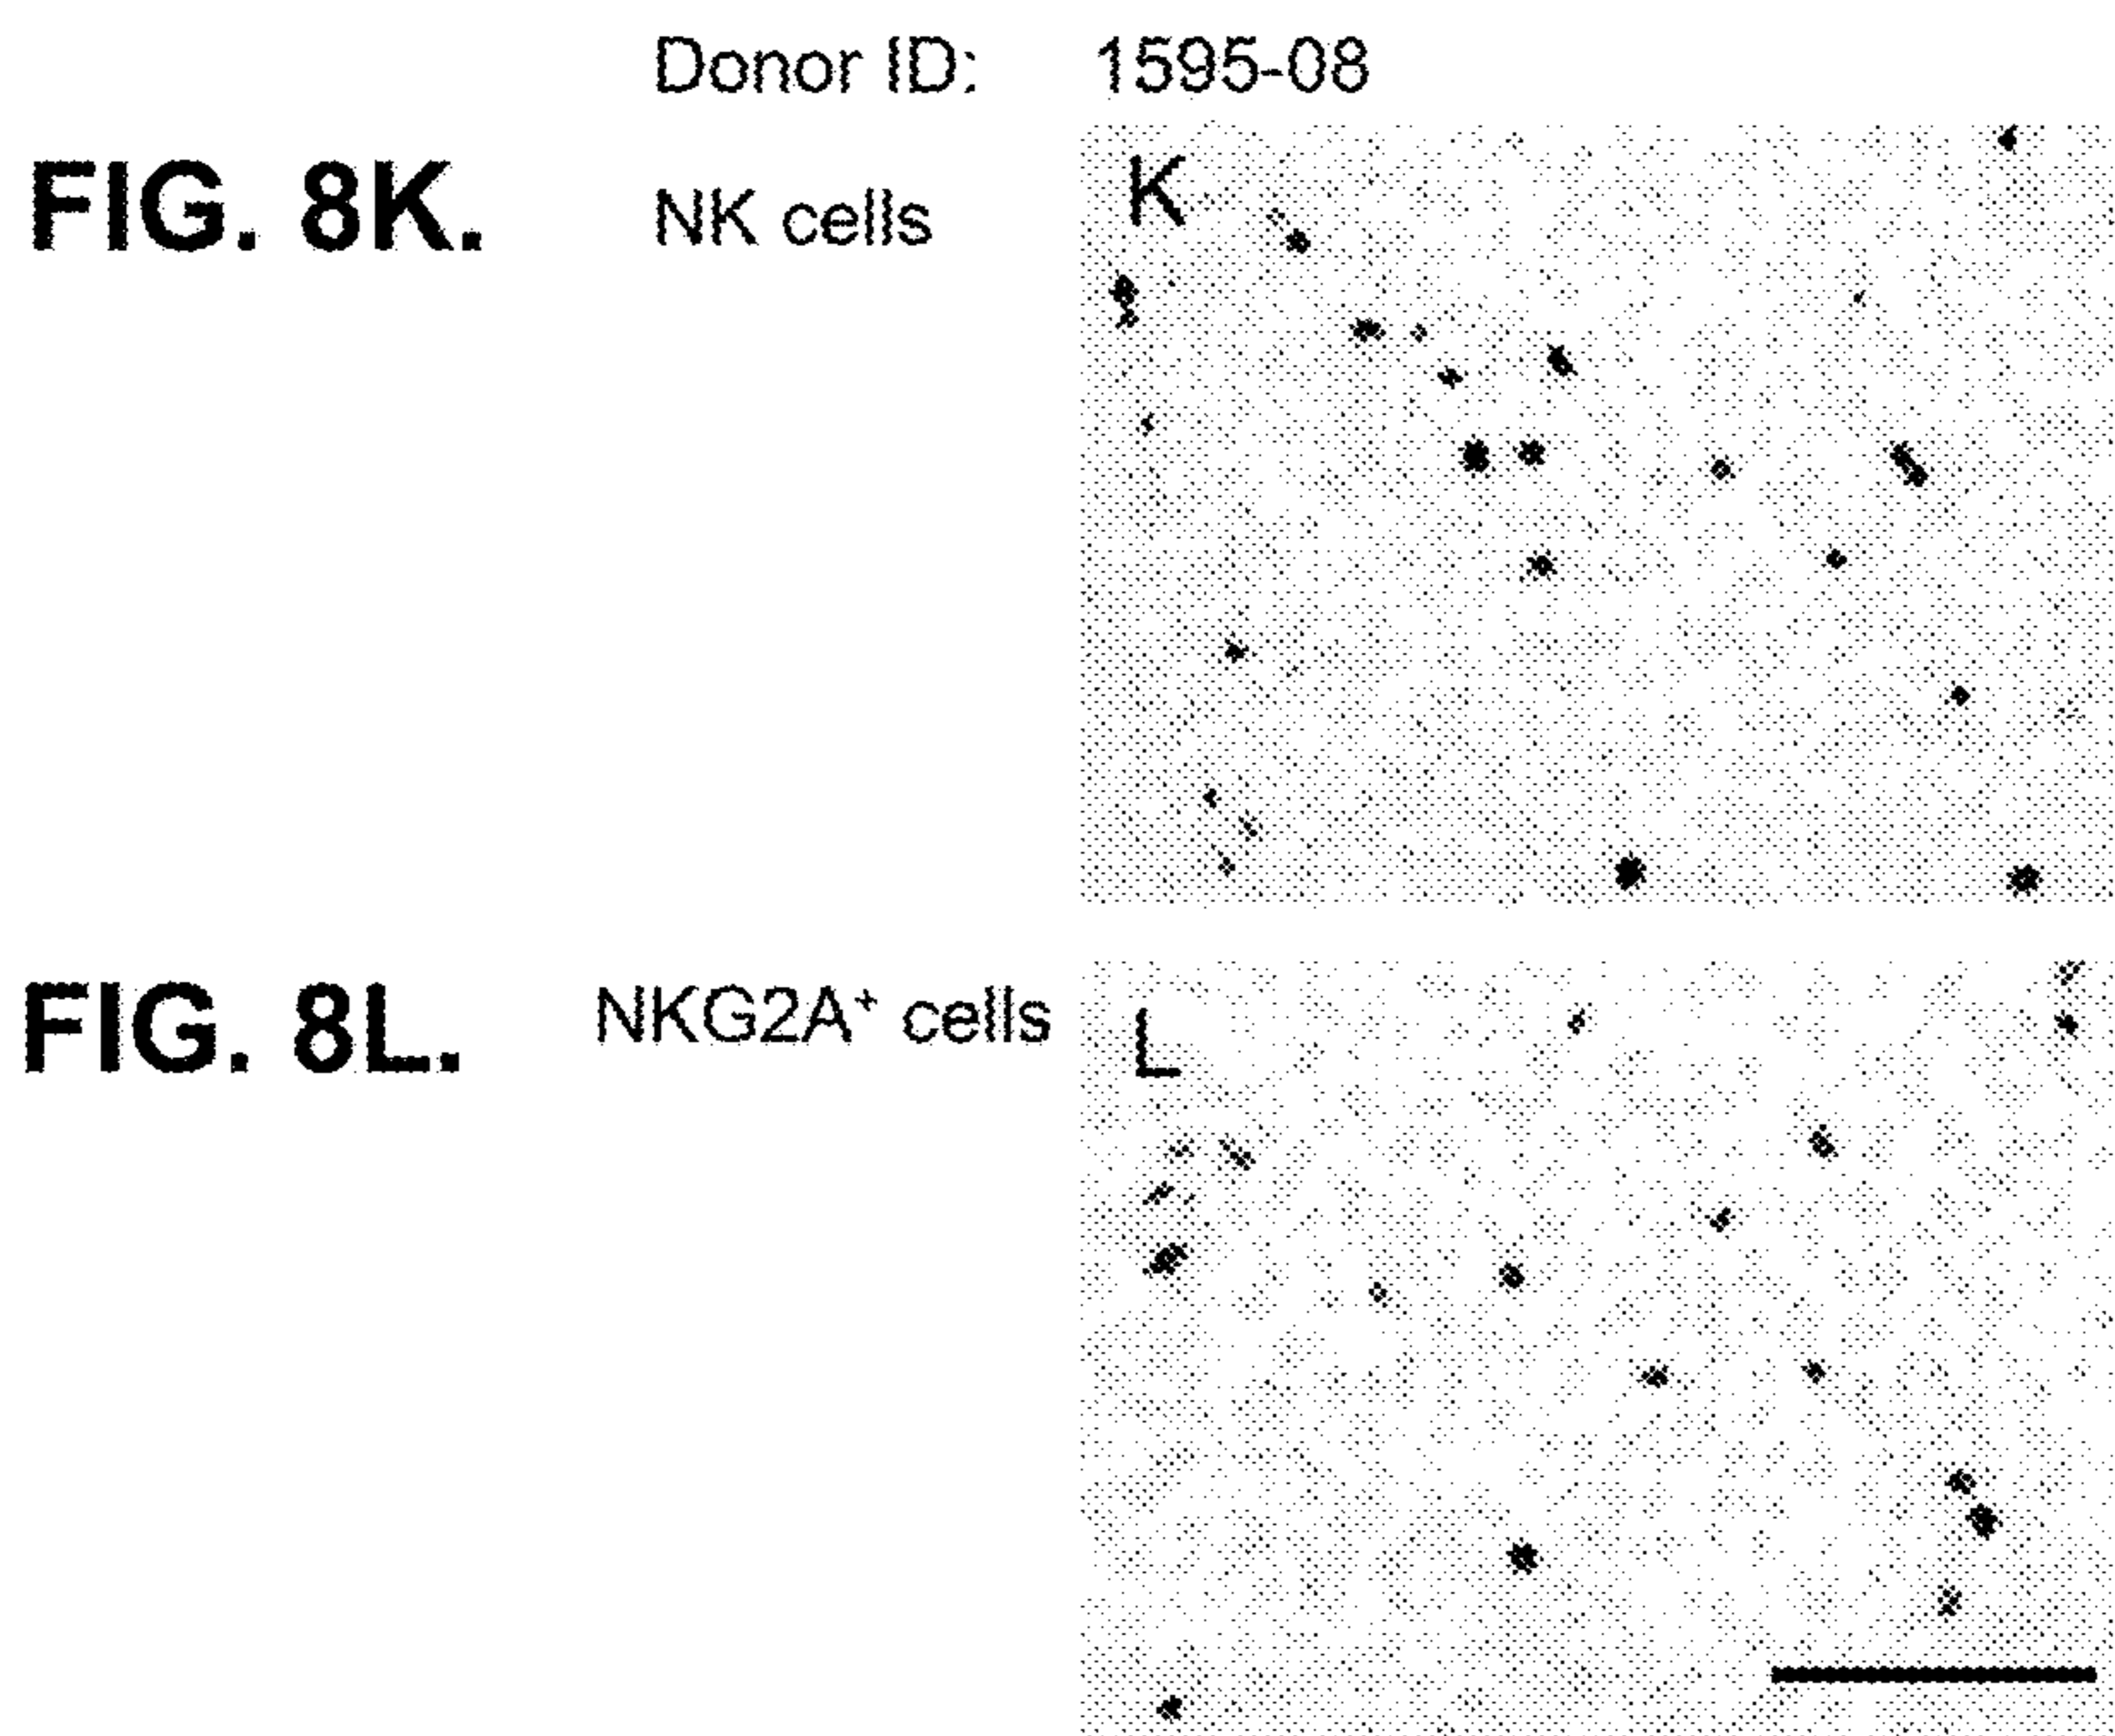 Donor ID: 1595-08
FIG. 8K. NK cells
K
FIG. 8L. NKG2A⁺ cells
L